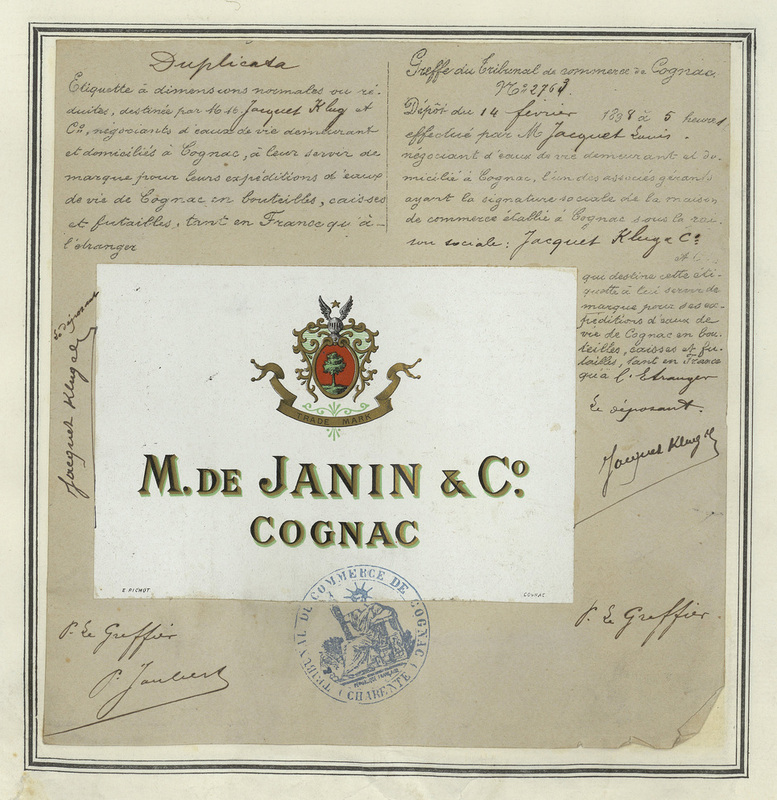 Duplicata
Etiquette à dimensions normales ou ré-
duites, destinée par M.M. Jacquet Klug et
Co, négociants d'eaux de vie demeurant
et domiciliés à Cognac, à leur servir de
marque pour leurs expéditions d'eaux
de vie de Cognac en bouteilles, caisses
et futailles, tant en France qu'à
l'étranger
Greffe du Tribunal de commerce de Cognac.
No 2763
Dépôt du 14 février 1898 à 5 heures
effectué par M Jacquet Louis.
négociant d'eaux de vie demeurant et do-
micilié à Cognac, l'un des associés gérants
ayant la signature sociale de la maison
de commerce établie à Cognac sous la rai-
son sociale: Jacquet Klug & Co
qui destine cette éti-
quette à lui servir de
marque pour ses ex-
péditions d'eaux de
vie de Cognac en bou-
teilles, caisses et fu-
tailles, tant en France
qu'à l'Etranger
Le déposant.
Jacquet Klug
Le déposant
Jacquet Klug
TRADE MARK
M. DE JANIN & Co.
COGNAC
E. PICHOT
COGNAC
TRIBUNAL DE COMMERCE DE COGNAC
(CHARENTE)
RÉPUBLIQUE FRANÇAISE
P. Le Greffier
P. Joubert
P. Le Greffier.